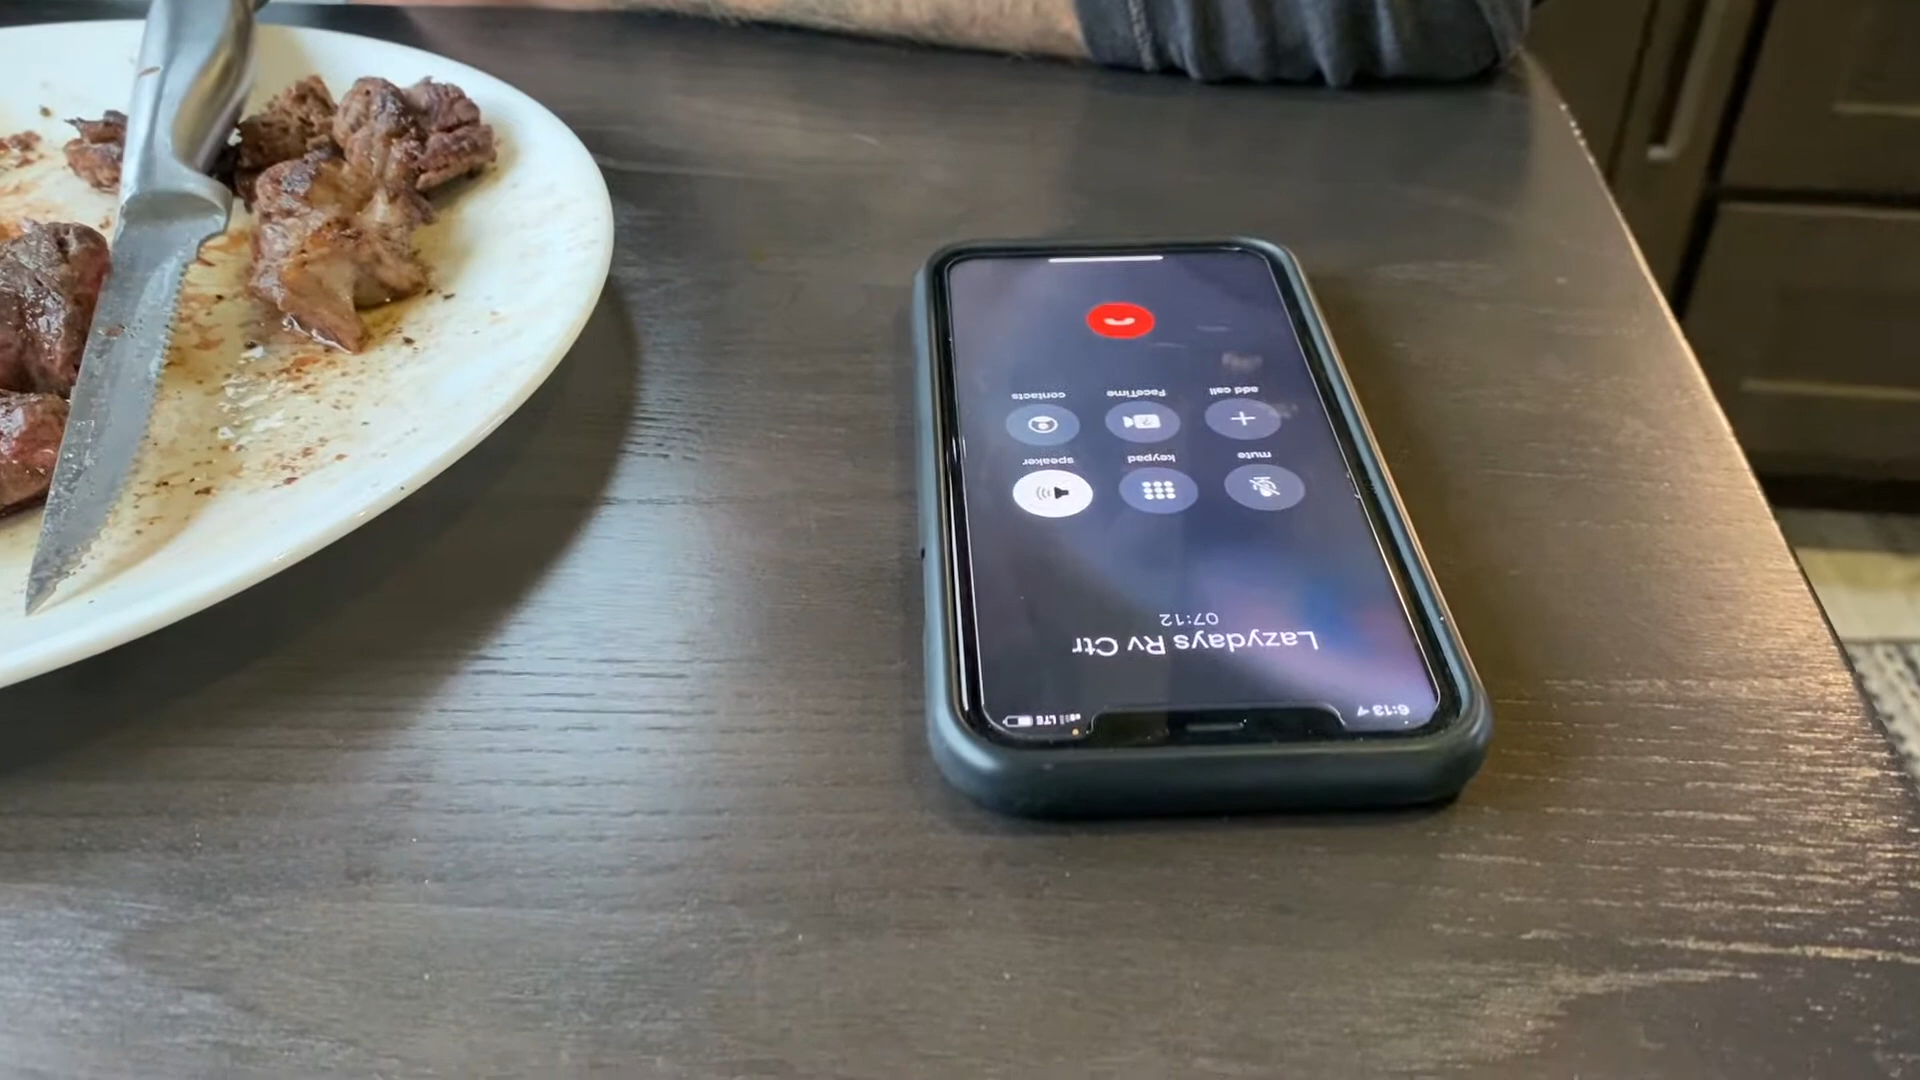 6:13
LTE
Lazydays Rv Ctr
07:12
mute
keypad
speaker
add call
FaceTime
contacts